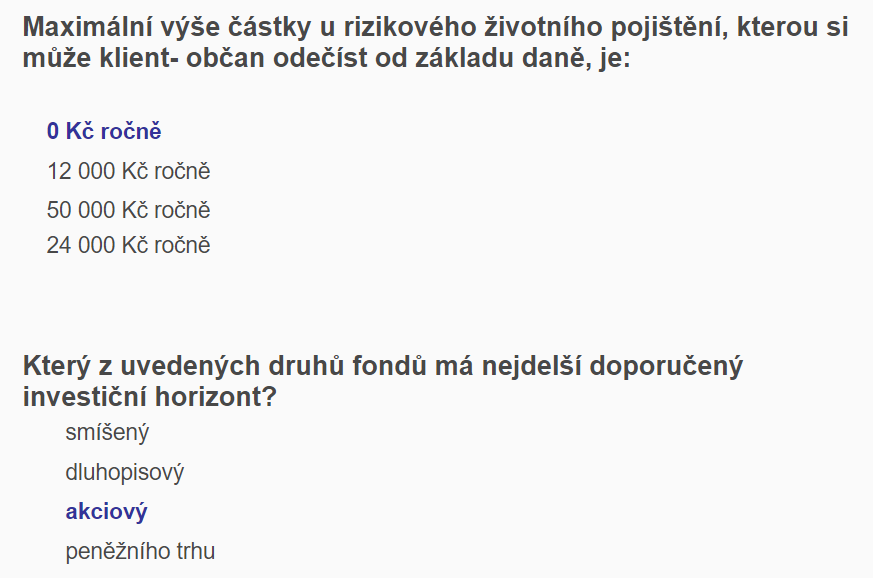 Maximální výše částky u rizikového životního pojištění, kterou si
může klient- občan odečíst od základu daně, je:
0 Kč ročně
12 000 Kč ročně
50 000 Kč ročně
24 000 Kč ročně
Který z uvedených druhů fondů má nejdelší doporučený
investiční horizont?
smíšený
dluhopisový
akciový
peněžního trhu